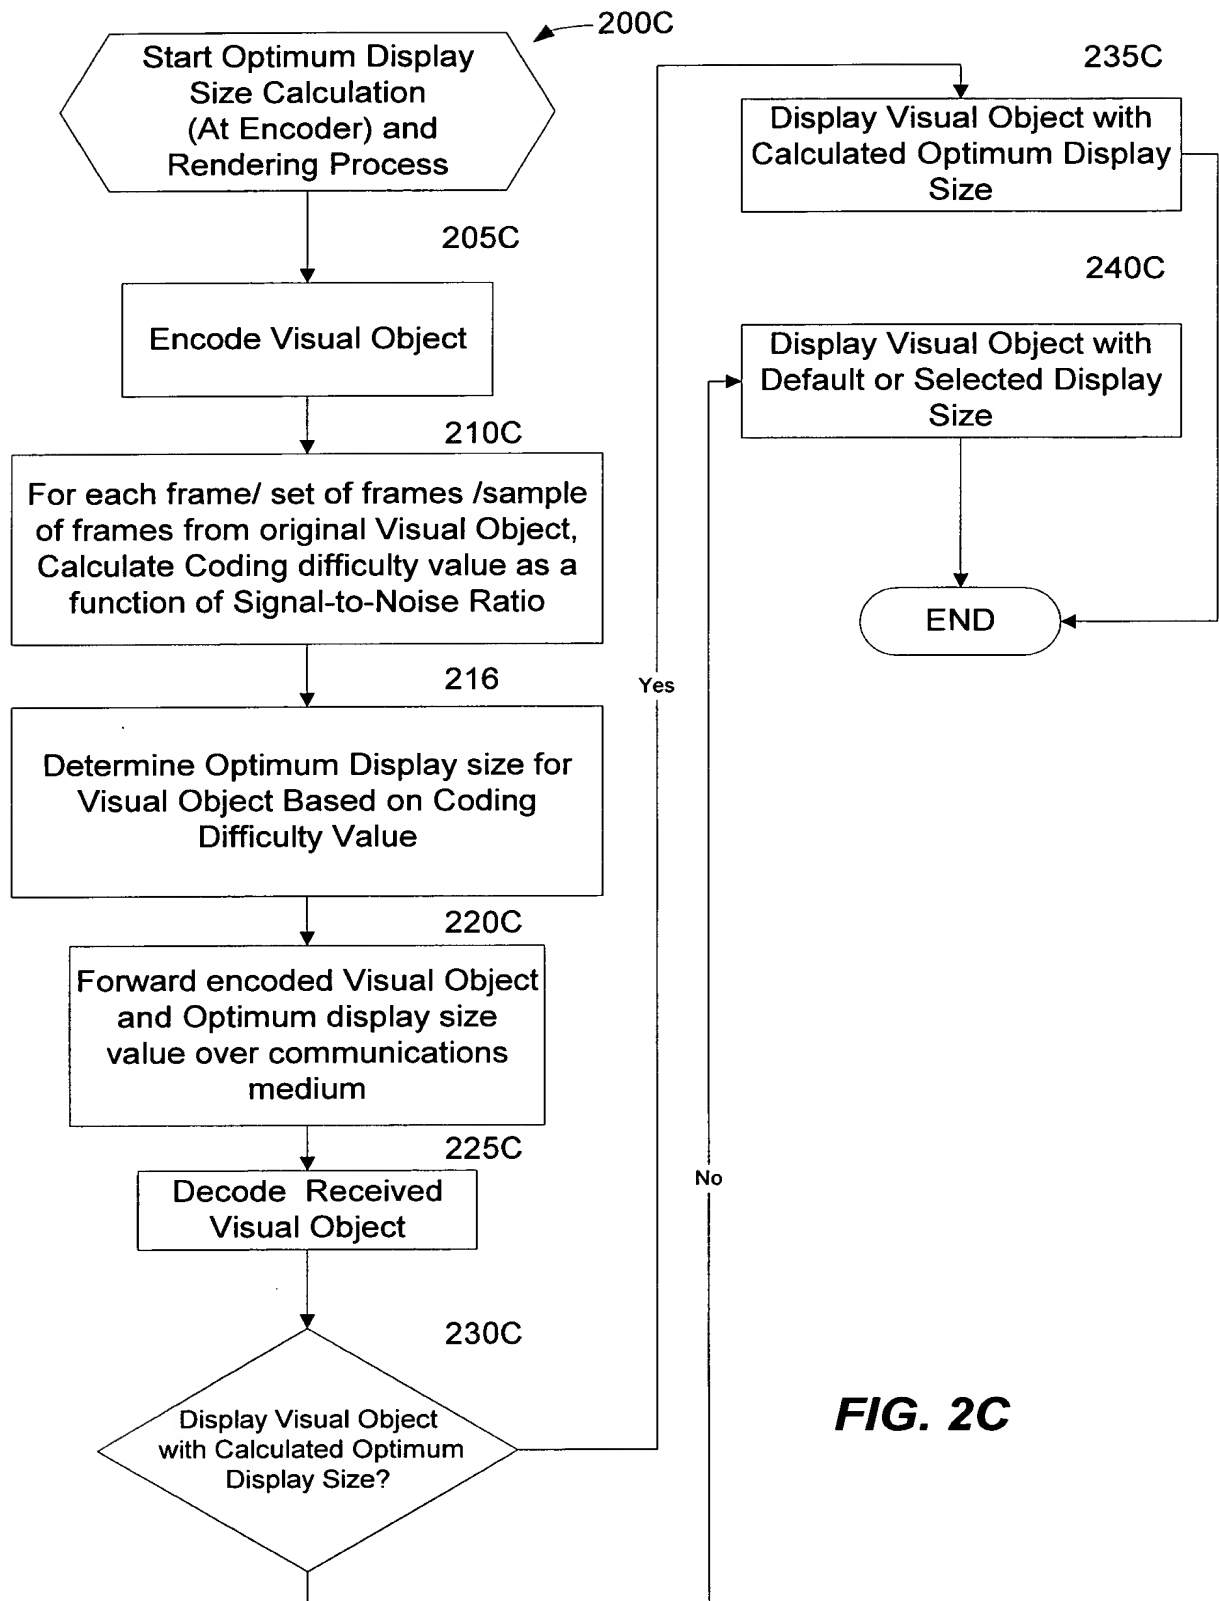 200C
Start Optimum Display
Size Calculation
(At Encoder) and
Rendering Process
205C
Encode Visual Object
210C
For each frame/ set of frames /sample
of frames from original Visual Object,
Calculate Coding difficulty value as a
function of Signal-to-Noise Ratio
216
Determine Optimum Display size for
Visual Object Based on Coding
Difficulty Value
220C
Forward encoded Visual Object
and Optimum display size
value over communications
medium
225C
Decode Received
Visual Object
230C
Display Visual Object
with Calculated Optimum
Display Size?
Yes
No
235C
Display Visual Object with
Calculated Optimum Display
Size
240C
Display Visual Object with
Default or Selected Display
Size
END
FIG. 2C